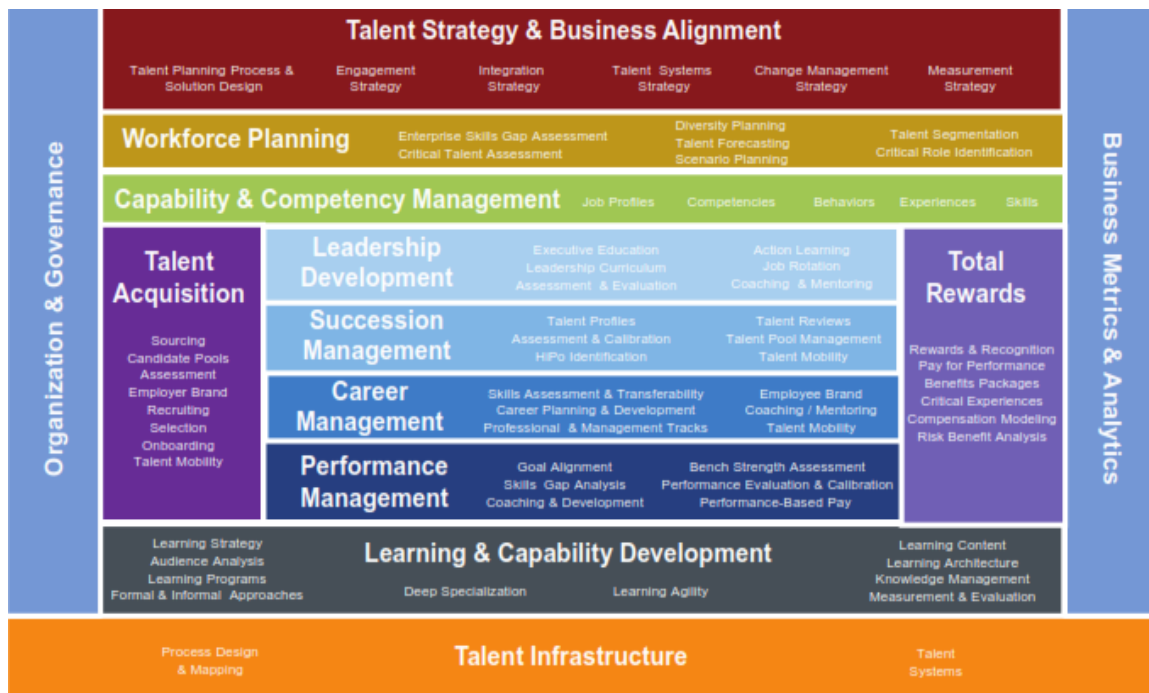 Talent Strategy & Business Alignment
Talent Planning Process &
Solution Design
Engagement
Strategy
Integration
Strategy
Talent Systems
Strategy
Change Management
Strategy
Measurement
Strategy
Organization & Governance
Workforce Planning
Enterprise Skills Gap Assessment
Critical Talent Assessment
Diversity Planning
Talent Forecasting
Scenario Planning
Talent Segmentation
Critical Role Identification
Capability & Competency Management
Job Profiles
Competencies
Behaviors
Experiences
Skills
Talent
Acquisition
Sourcing
Candidate Pools
Assessment
Employer Brand
Recruiting
Selection
Onboarding
Talent Mobility
Leadership
Development
Executive Education
Leadership Curriculum
Assessment & Evaluation
Action Learning
Job Rotation
Coaching & Mentoring
Succession
Management
Talent Profiles
Assessment & Calibration
HiPo Identification
Talent Reviews
Talent Pool Management
Talent Mobility
Career
Management
Skills Assessment & Transferability
Career Planning & Development
Professional & Management Tracks
Employee Brand
Coaching / Mentoring
Talent Mobility
Performance
Management
Goal Alignment
Skills Gap Analysis
Coaching & Development
Bench Strength Assessment
Performance Evaluation & Calibration
Performance-Based Pay
Total
Rewards
Rewards & Recognition
Pay for Performance
Benefits Packages
Critical Experiences
Compensation Modeling
Risk Benefit Analysis
Business Metrics & Analytics
Learning Strategy
Audience Analysis
Learning Programs
Formal & Informal Approaches
Learning & Capability Development
Deep Specialization
Learning Agility
Learning Content
Learning Architecture
Knowledge Management
Measurement & Evaluation
Process Design
& Mapping
Talent Infrastructure
Talent
Systems